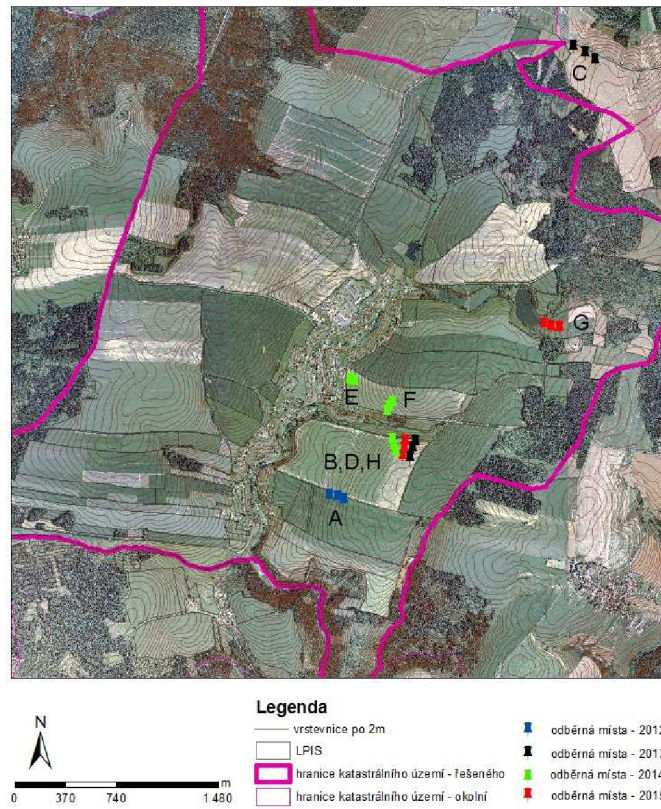 C
G
E
F
B,D,H
A
N
m
0 370 740 1 480
Legenda
vrstevnice po 2m
LPIS
hranice katastrálního území - řešeného
hranice katastrálního území - okolní
odběrná místa - 2012
odběrná místa - 2013
odběrná místa - 2014
odběrná místa - 2015